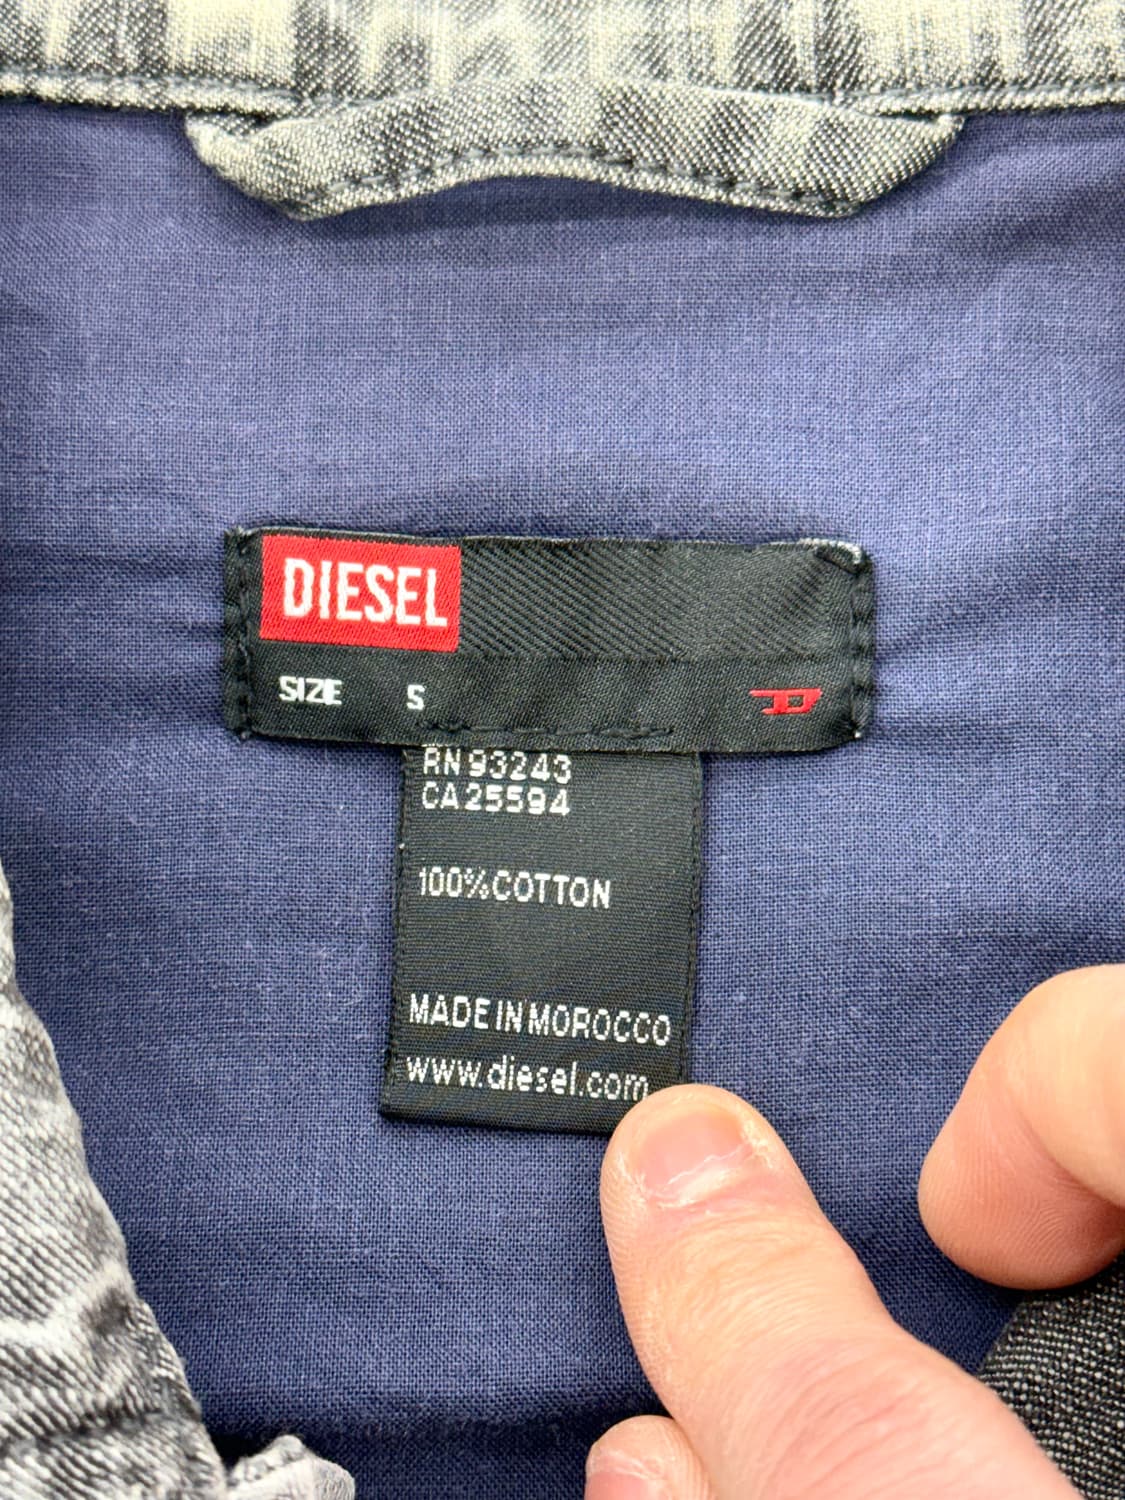 DIESEL
SIZE S
RN 93243
CA 25594
100% COTTON
MADE IN MOROCCO
www.diesel.com